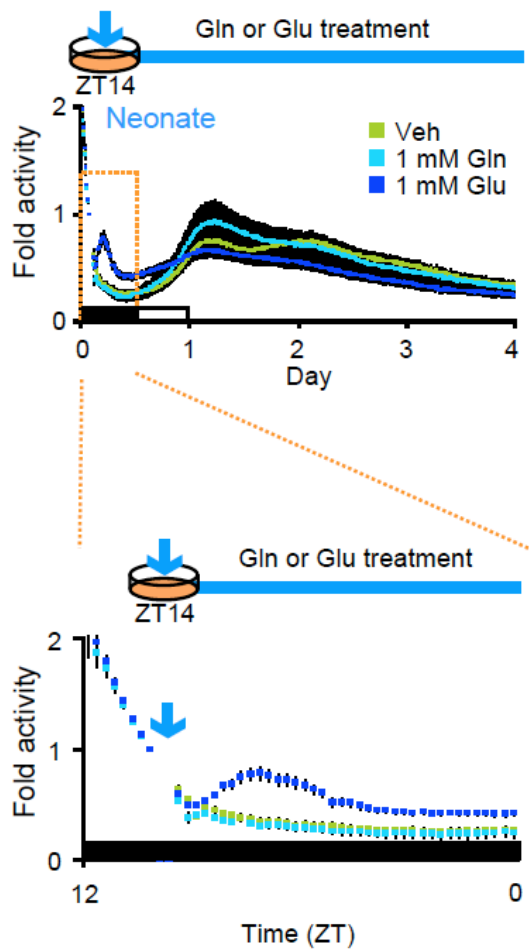 Gln or Glu treatment
ZT14
Neonate
Veh
1 mM Gln
1 mM Glu
Fold activity
2
1
0
0 1 2 3 4
Day
Gln or Glu treatment
ZT14
Fold activity
2
1
0
12 0
Time (ZT)